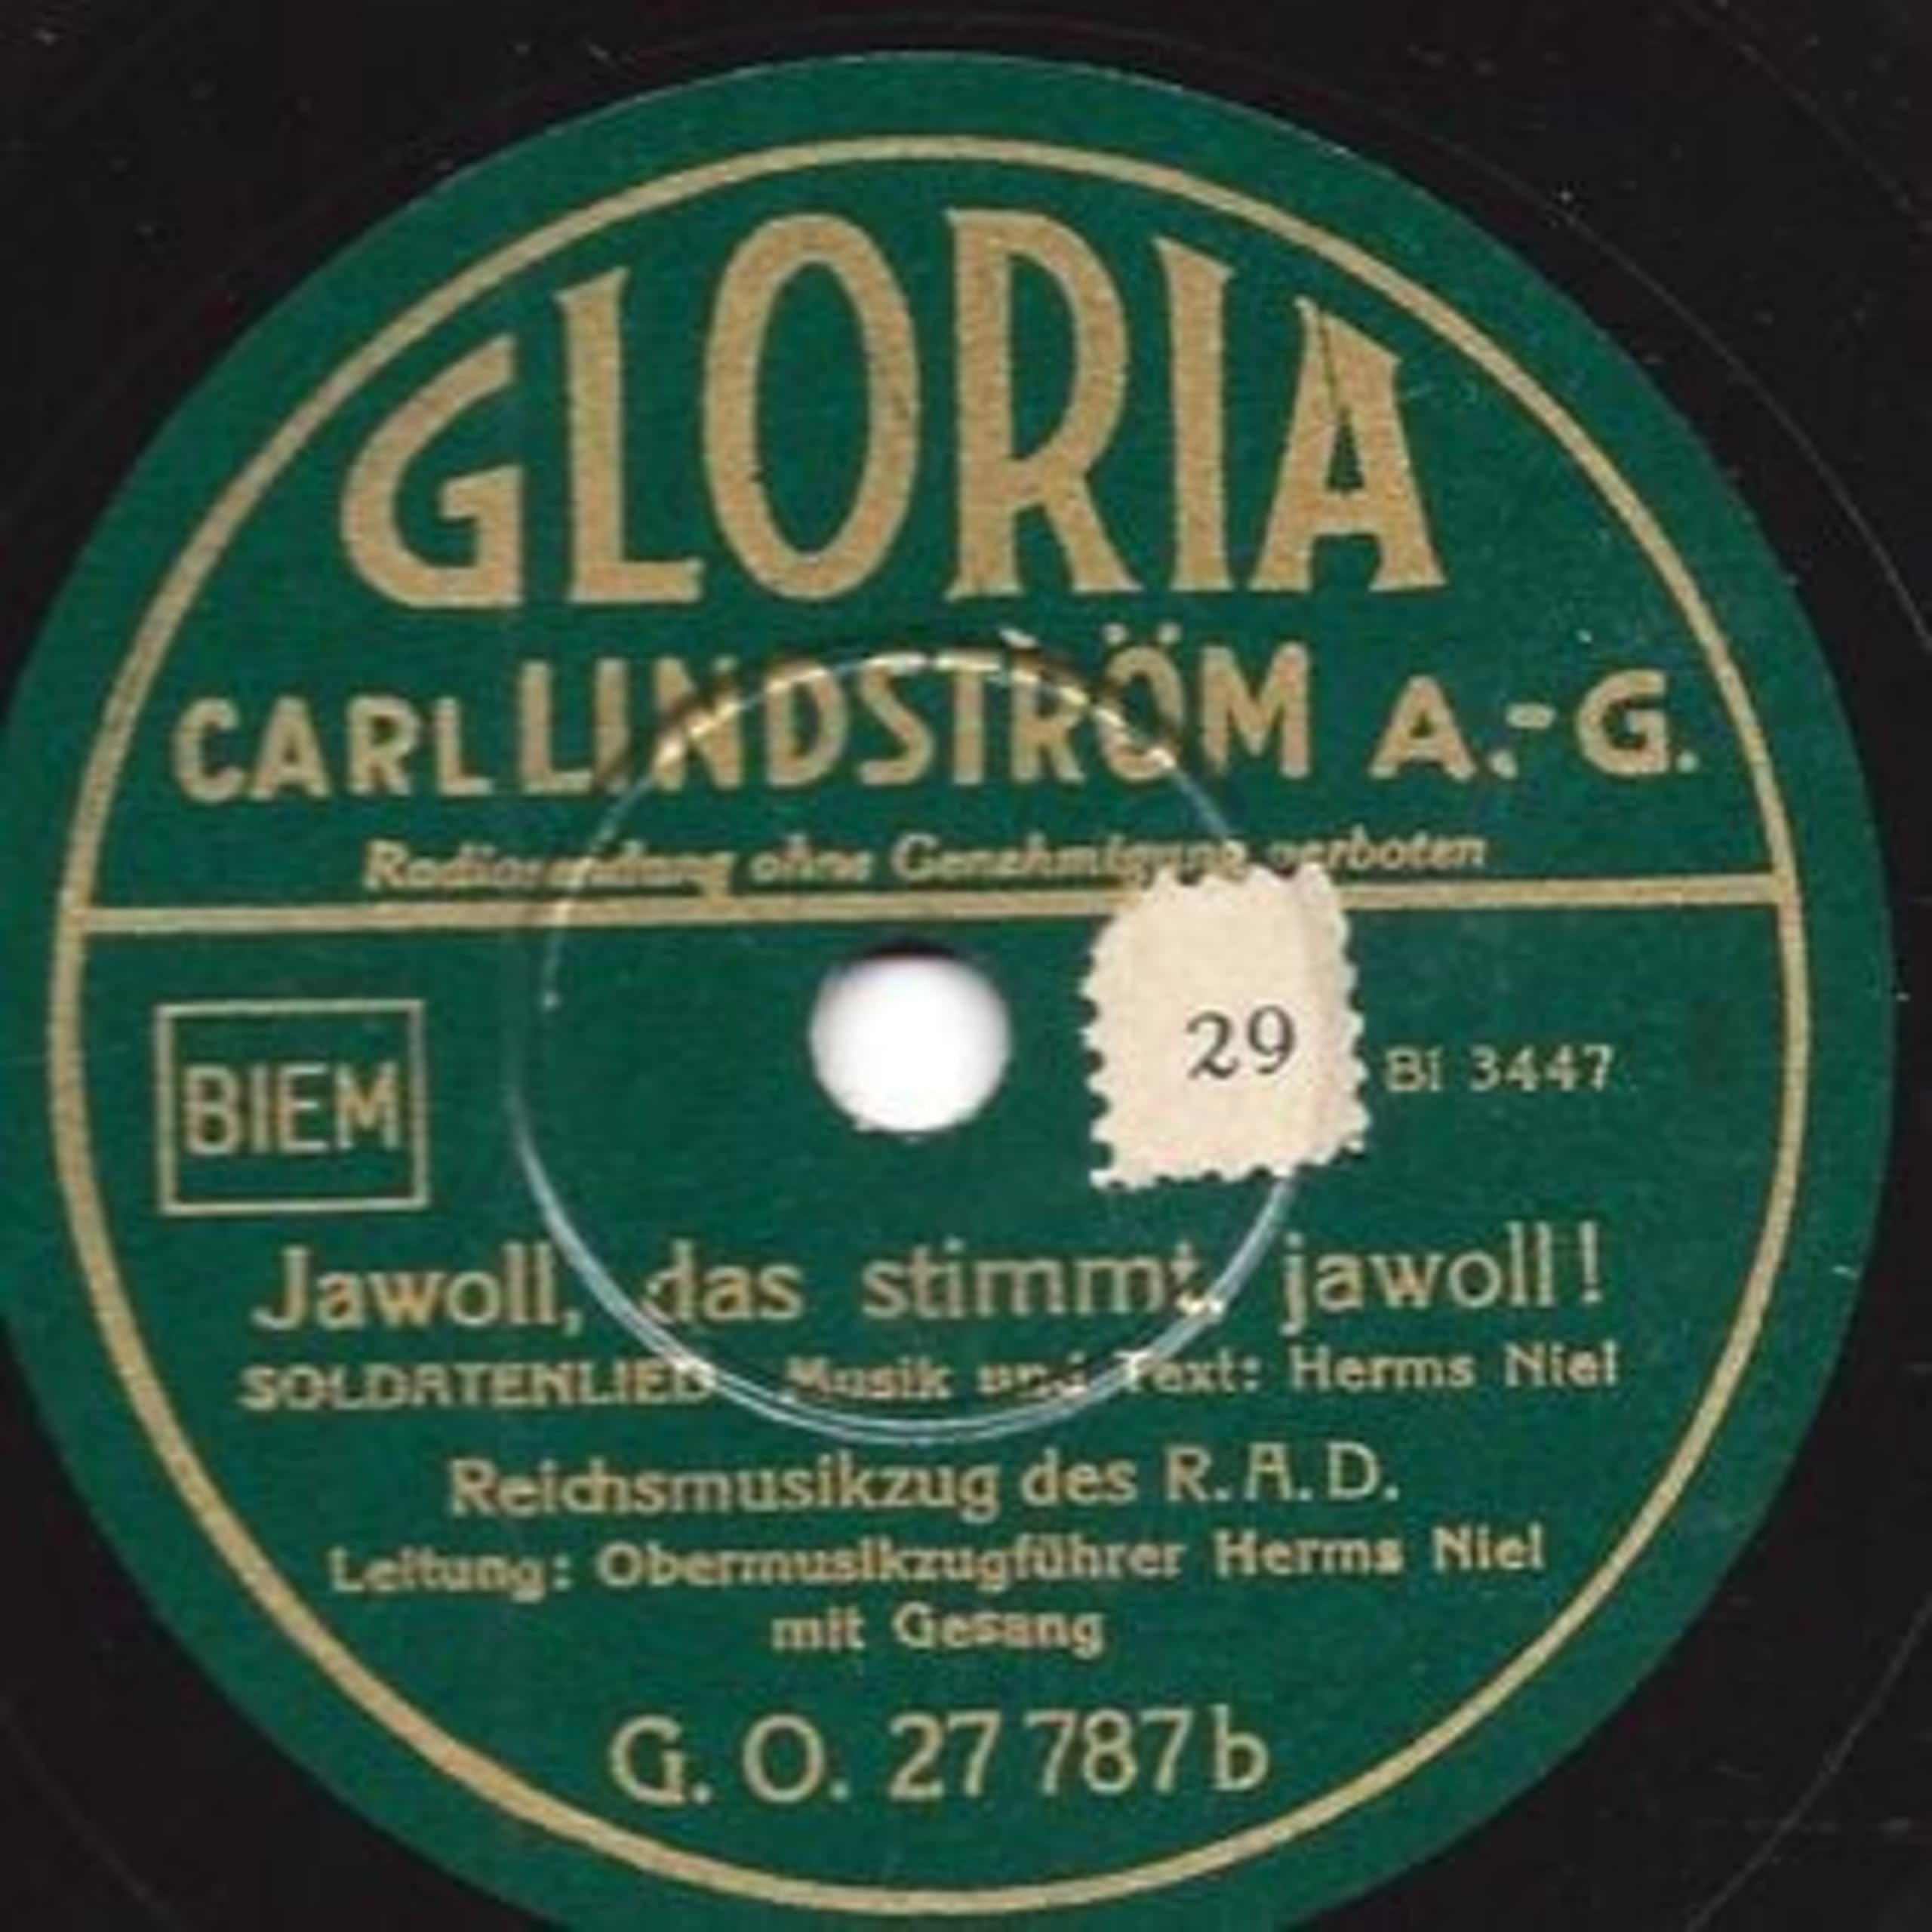 GLORIA
CARL LINDSTRÖM A.-G.
Radiosendung ohne Genehmigung verboten
BIEM
29
Bi 3447
Jawoll, das stimmt, jawoll!
SOLDATENLIED Musik und Text: Herms Niel
Reichsmusikzug des R.A.D.
Leitung: Obermusikzugführer Herms Niel
mit Gesang
G. O. 27 787 b